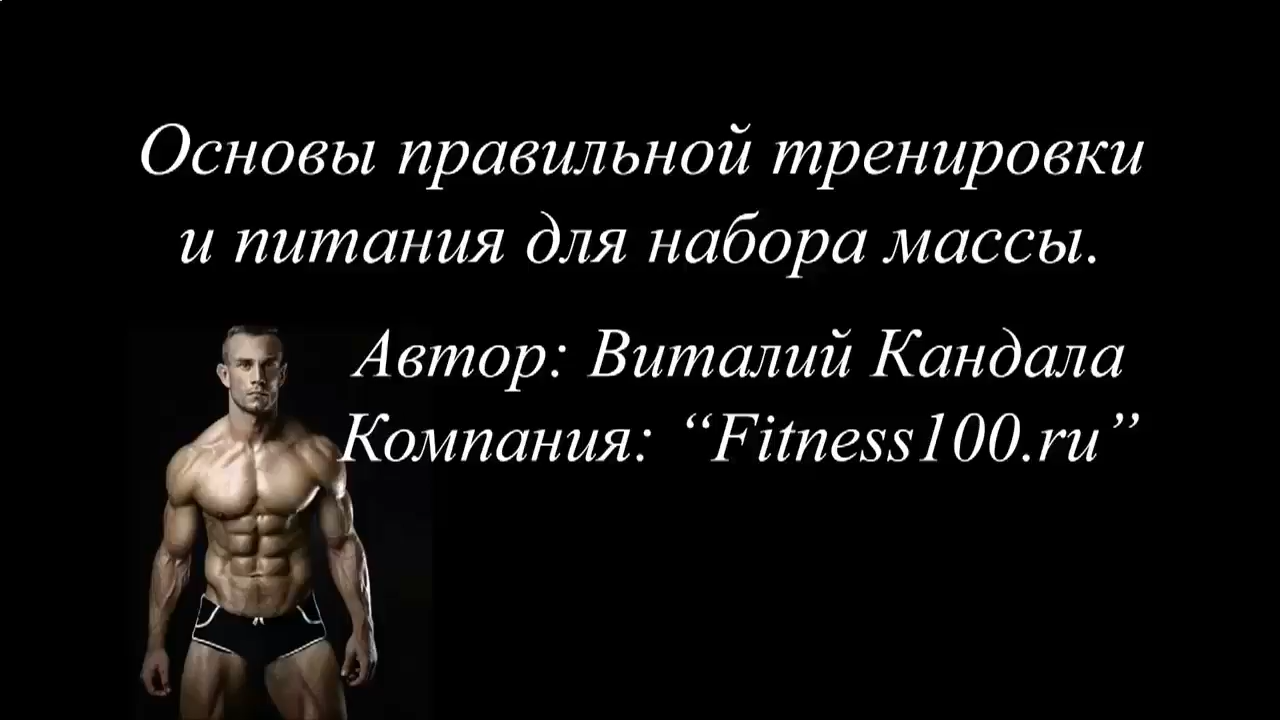 Основы правильной тренировки
и питания для набора массы.
Автор: Виталий Кандала
Компания: “Fitness100.ru”